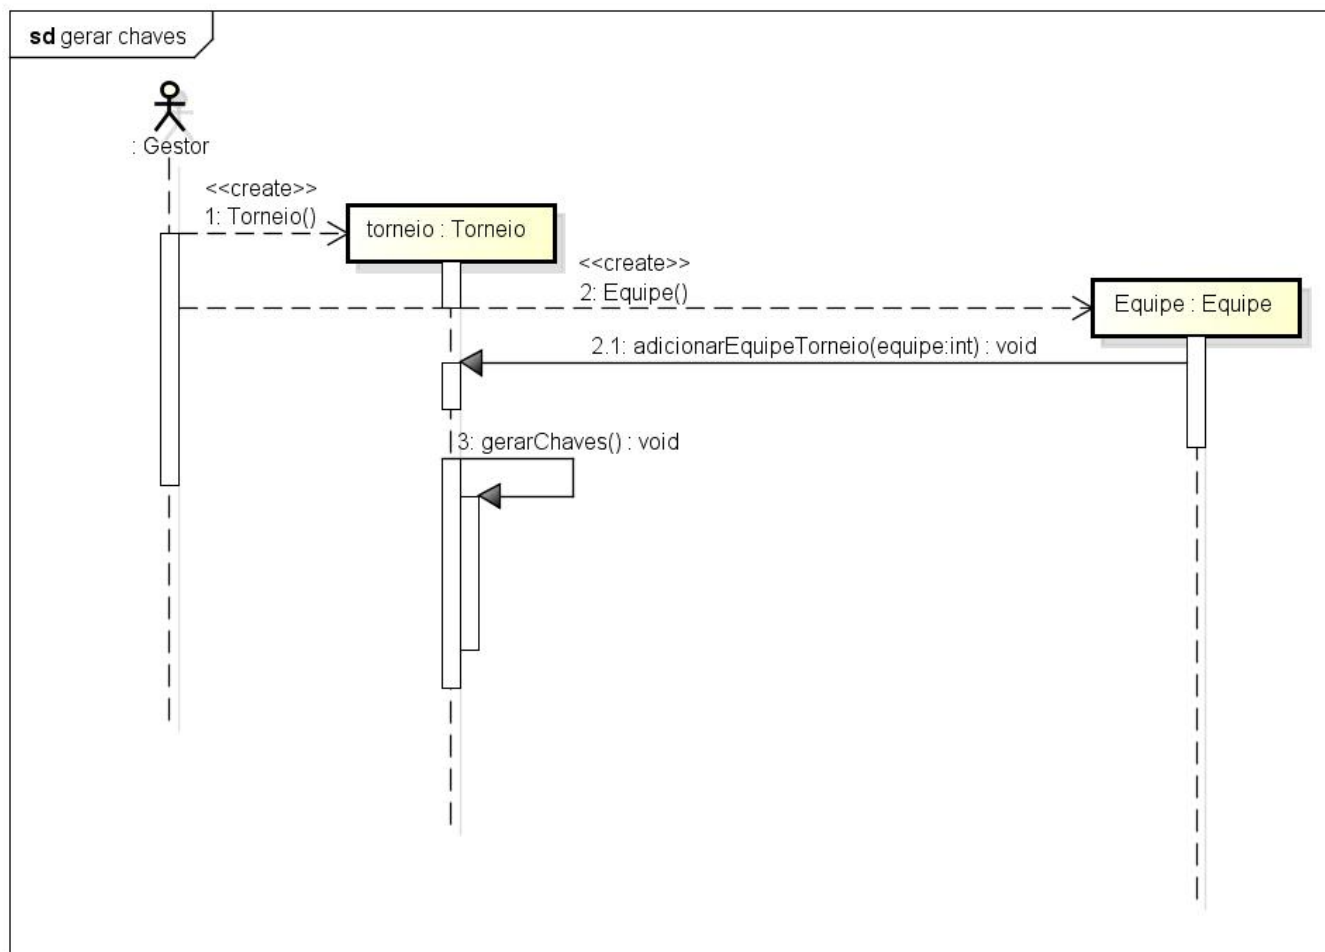 sd gerar chaves
: Gestor
<<create>>
1: Torneio()
torneio : Torneio
<<create>>
2: Equipe()
Equipe : Equipe
2.1: adicionarEquipeTorneio(equipe:int) : void
3: gerarChaves() : void